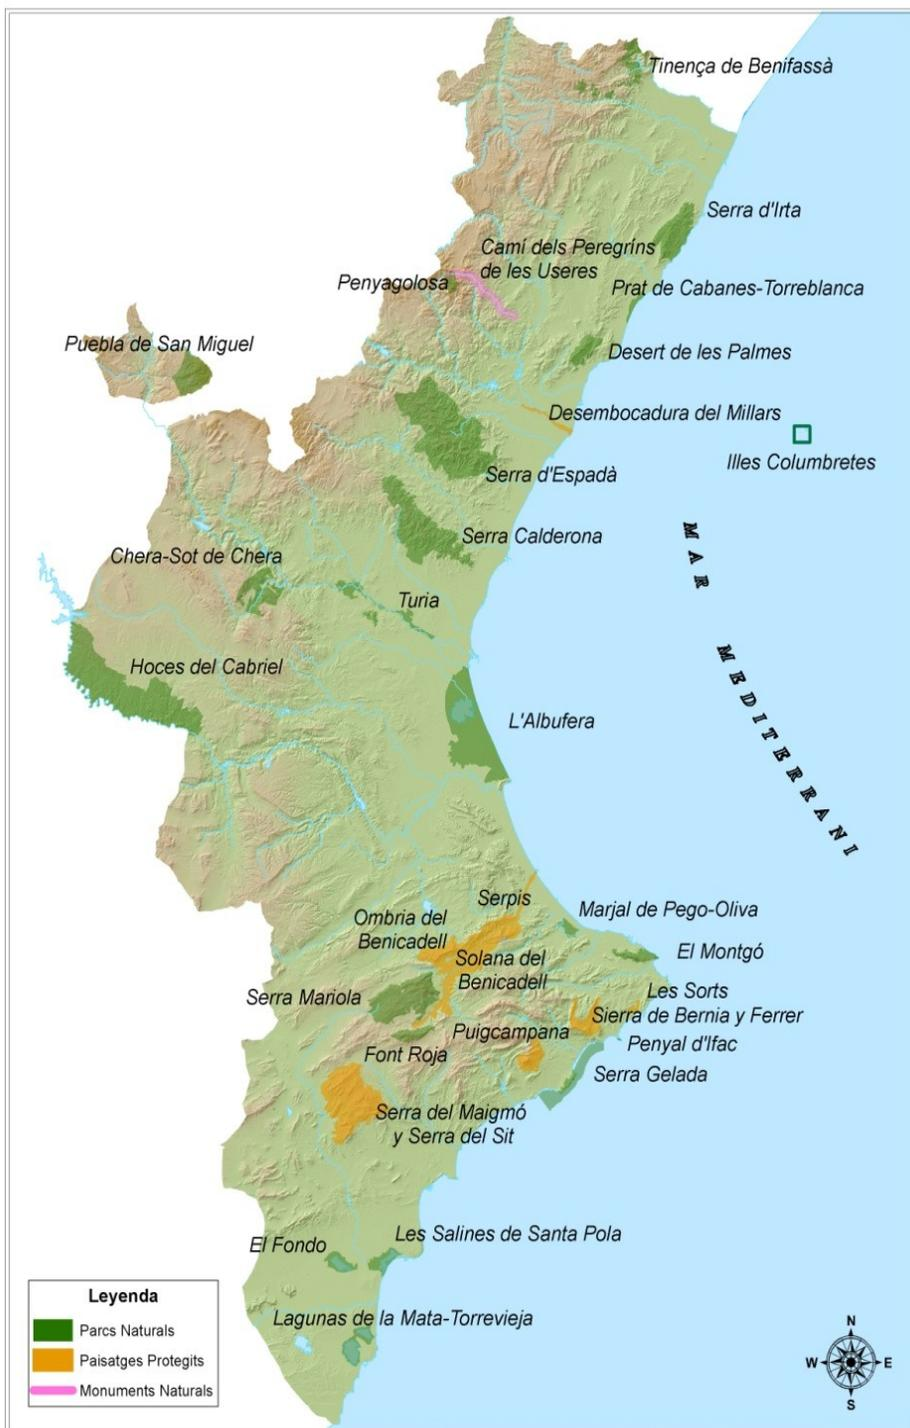 Tinença de Benifassà
Serra d'Irta
Camí dels Peregríns
de les Useres
Penyagolosa
Prat de Cabanes-Torreblanca
Puebla de San Miguel
Desert de les Palmes
Desembocadura del Millars
Illes Columbretes
Serra d'Espadà
Serra Calderona
Chera-Sot de Chera
Turia
Hoces del Cabriel
L'Albufera
MAR MEDITERRANI
Serpis
Marjal de Pego-Oliva
Ombria del
Benicadell
El Montgó
Solana del
Benicadell
Serra Mariola
Les Sorts
Sierra de Bernia y Ferrer
Puigcampana
Penyal d'Ifac
Font Roja
Serra Gelada
Serra del Maigmó
y Serra del Sit
Les Salines de Santa Pola
El Fondo
Lagunas de la Mata-Torrevieja
Leyenda
Parcs Naturals
Paisatges Protegits
Monuments Naturals
N
W E
S